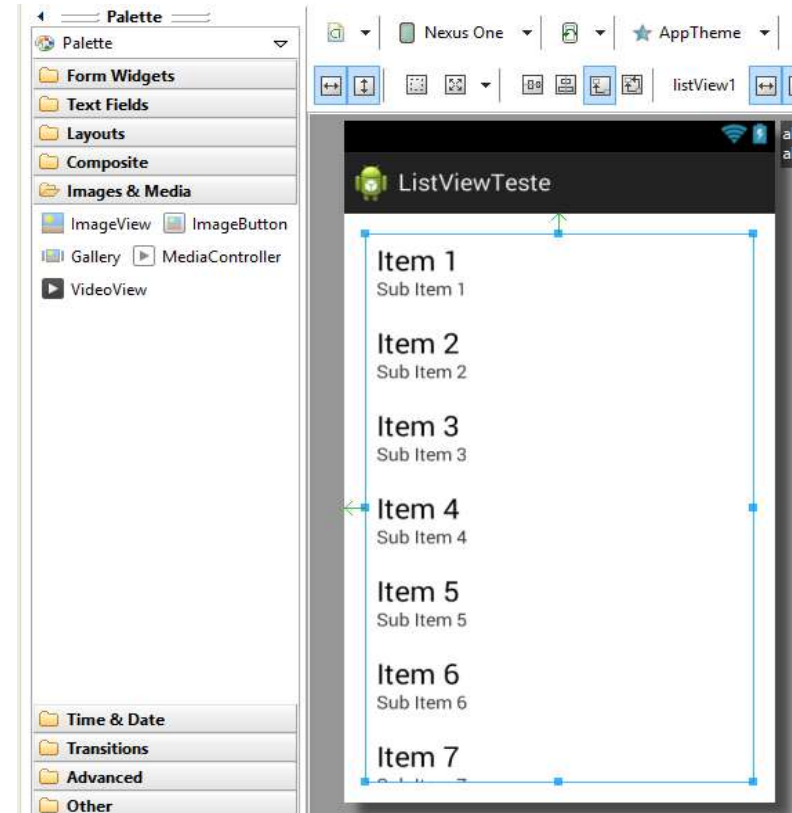 Palette
Palette
Form Widgets
Text Fields
Layouts
Composite
Images & Media
ImageView ImageButton
Gallery MediaController
VideoView
Time & Date
Transitions
Advanced
Other
Nexus One AppTheme
listView1
a
a
ListViewTeste
Item 1
Sub Item 1
Item 2
Sub Item 2
Item 3
Sub Item 3
Item 4
Sub Item 4
Item 5
Sub Item 5
Item 6
Sub Item 6
Item 7